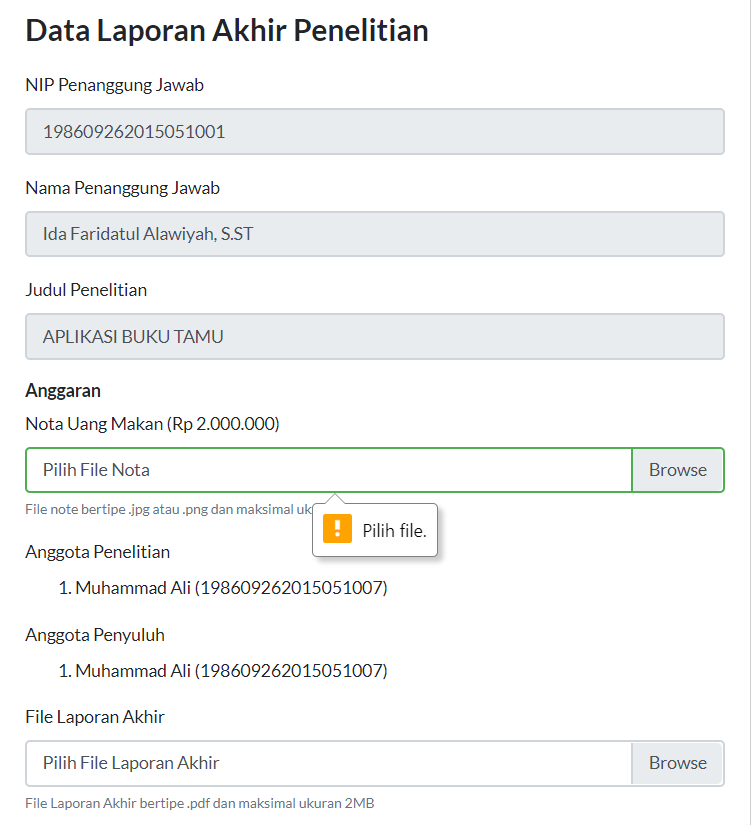 Data Laporan Akhir Penelitian
NIP Penanggung Jawab
198609262015051001
Nama Penanggung Jawab
Ida Faridatul Alawiyah, S.ST
Judul Penelitian
APLIKASI BUKU TAMU
Anggaran
Nota Uang Makan (Rp 2.000.000)
Pilih File Nota Browse
File note bertipe .jpg atau .png dan maksimal
Pilih file.
Anggota Penelitian
1. Muhammad Ali (198609262015051007)
Anggota Penyuluh
1. Muhammad Ali (198609262015051007)
File Laporan Akhir
Pilih File Laporan Akhir Browse
File Laporan Akhir bertipe .pdf dan maksimal ukuran 2MB